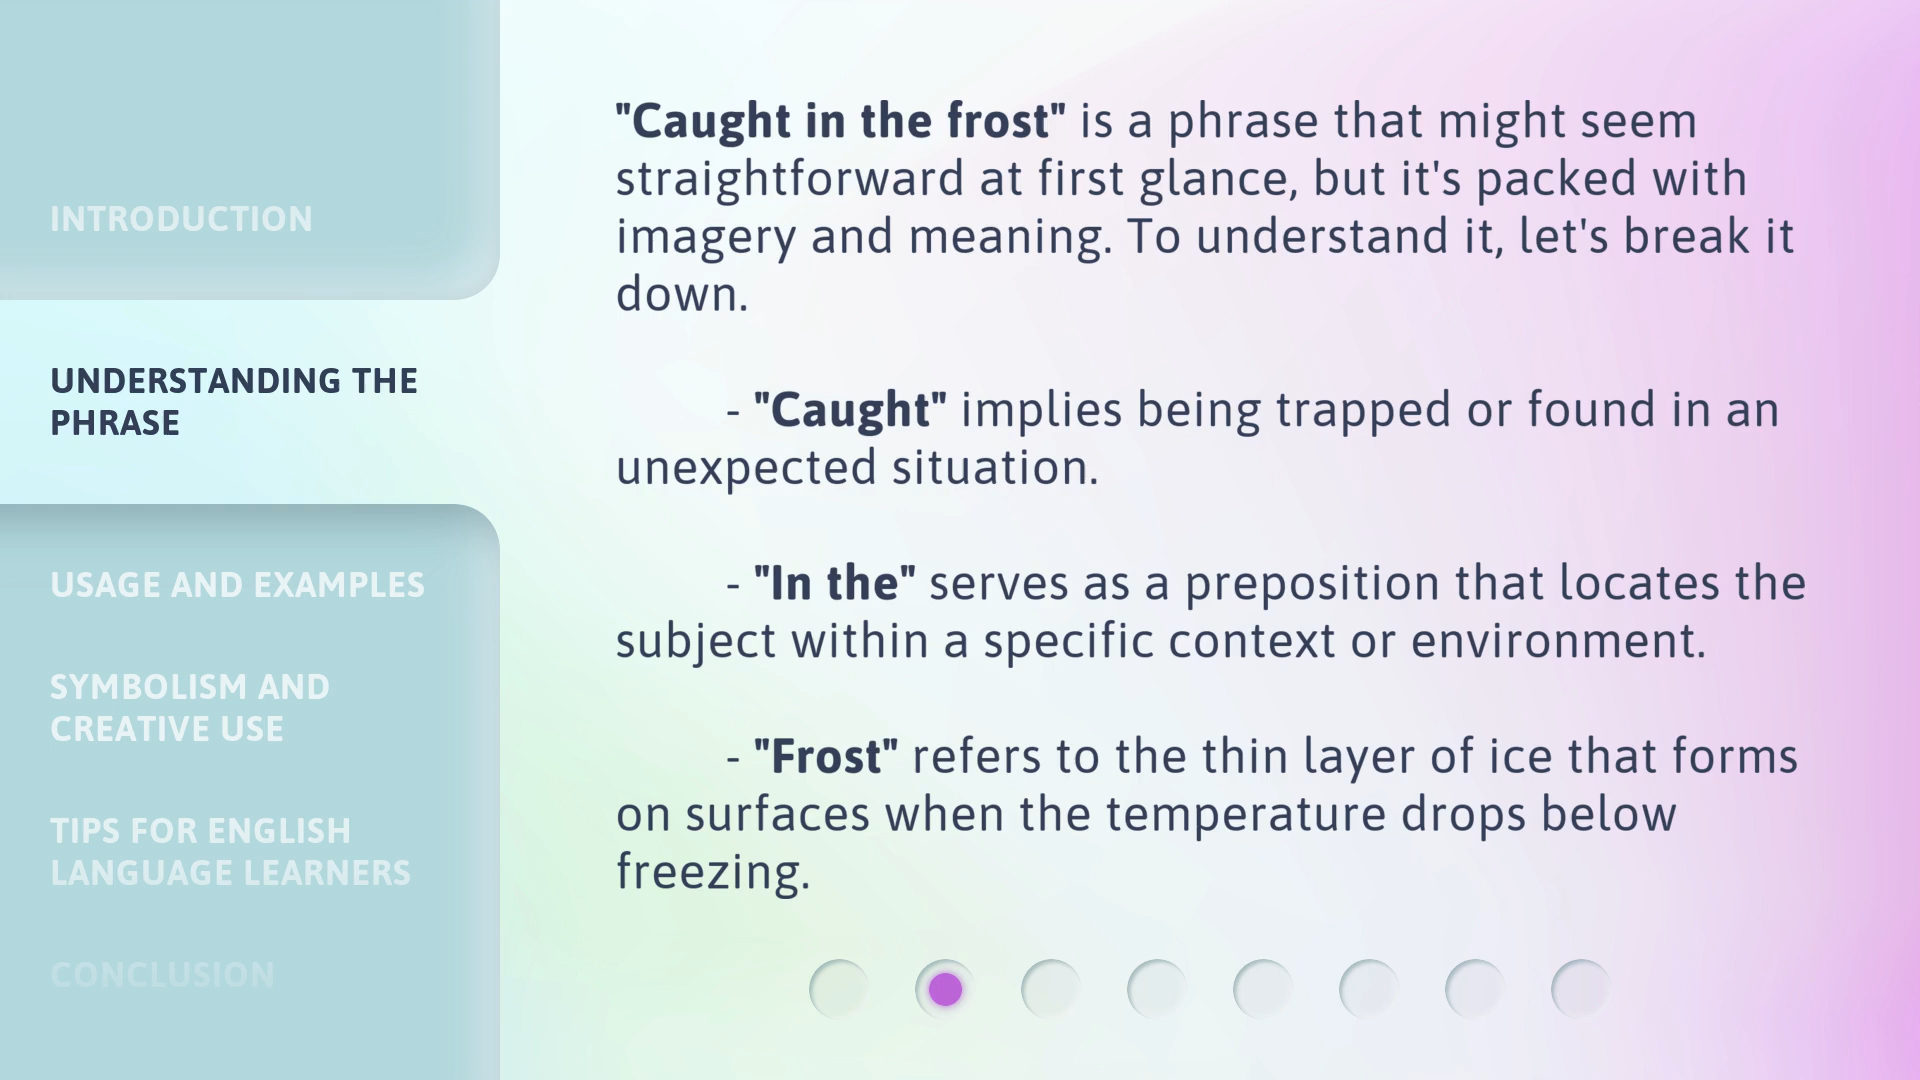 INTRODUCTION
UNDERSTANDING THE
PHRASE
USAGE AND EXAMPLES
SYMBOLISM AND
CREATIVE USE
TIPS FOR ENGLISH
LANGUAGE LEARNERS
CONCLUSION
"Caught in the frost" is a phrase that might seem
straightforward at first glance, but it's packed with
imagery and meaning. To understand it, let's break it
down.
- "Caught" implies being trapped or found in an
unexpected situation.
- "In the" serves as a preposition that locates the
subject within a specific context or environment.
- "Frost" refers to the thin layer of ice that forms
on surfaces when the temperature drops below
freezing.